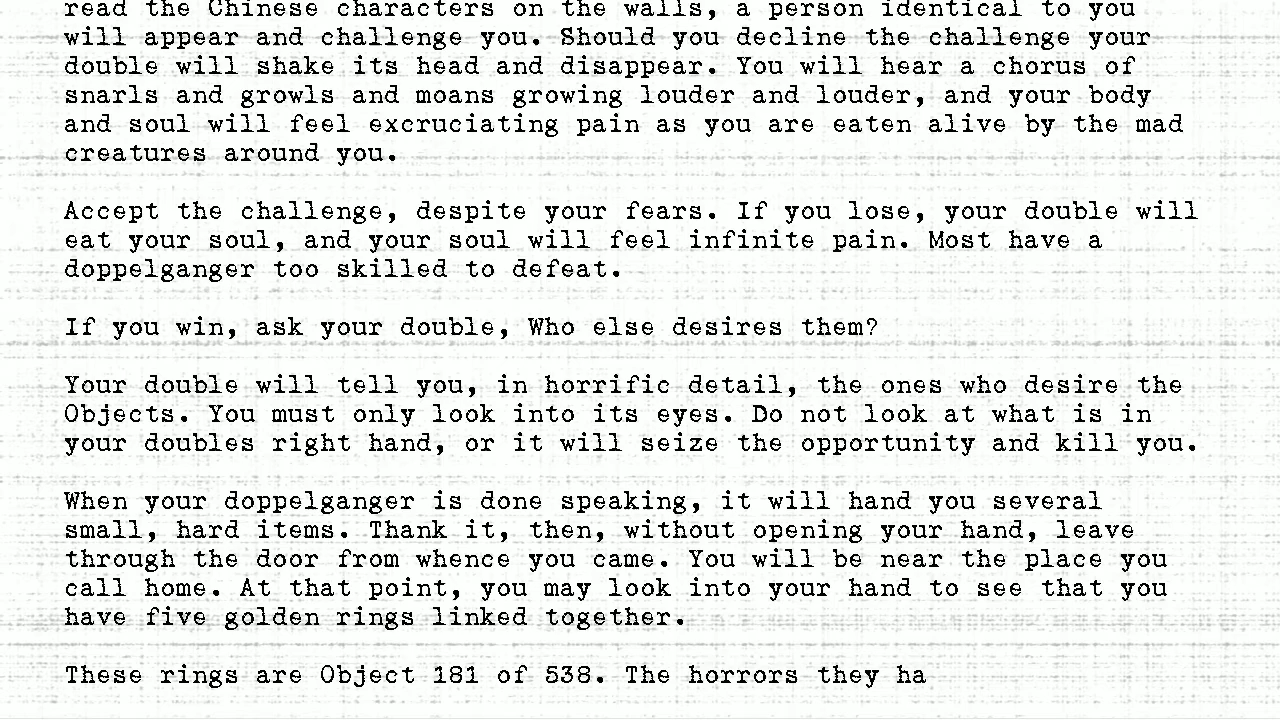 read the Chinese characters on the walls, a person identical to you
will appear and challenge you. Should you decline the challenge your
double will shake its head and disappear. You will hear a chorus of
snarls and growls and moans growing louder and louder, and your body
and soul will feel excruciating pain as you are eaten alive by the mad
creatures around you.
Accept the challenge, despite your fears. If you lose, your double will
eat your soul, and your soul will feel infinite pain. Most have a
doppelganger too skilled to defeat.
If you win, ask your double, Who else desires them?
Your double will tell you, in horrific detail, the ones who desire the
Objects. You must only look into its eyes. Do not look at what is in
your doubles right hand, or it will seize the opportunity and kill you.
When your doppelganger is done speaking, it will hand you several
small, hard items. Thank it, then, without opening your hand, leave
through the door from whence you came. You will be near the place you
call home. At that point, you may look into your hand to see that you
have five golden rings linked together.
These rings are Object 181 of 538. The horrors they ha